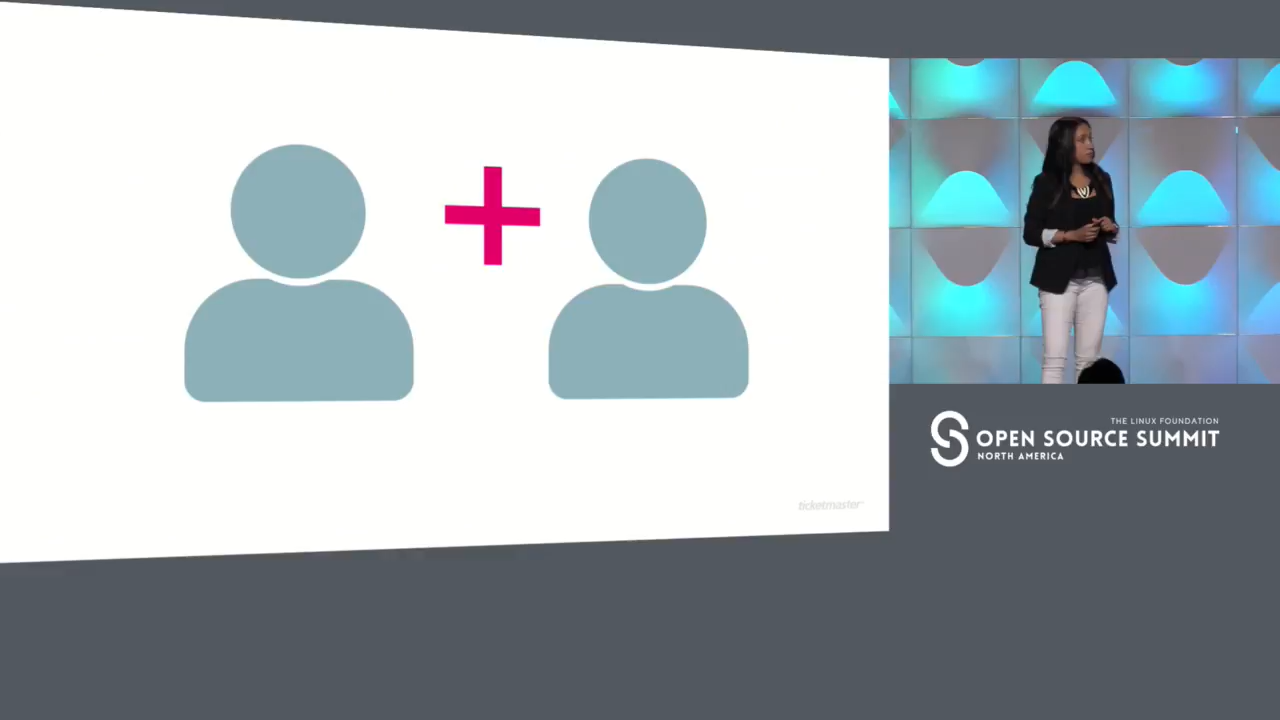 ticketmaster
THE LINUX FOUNDATION
OPEN SOURCE SUMMIT
NORTH AMERICA